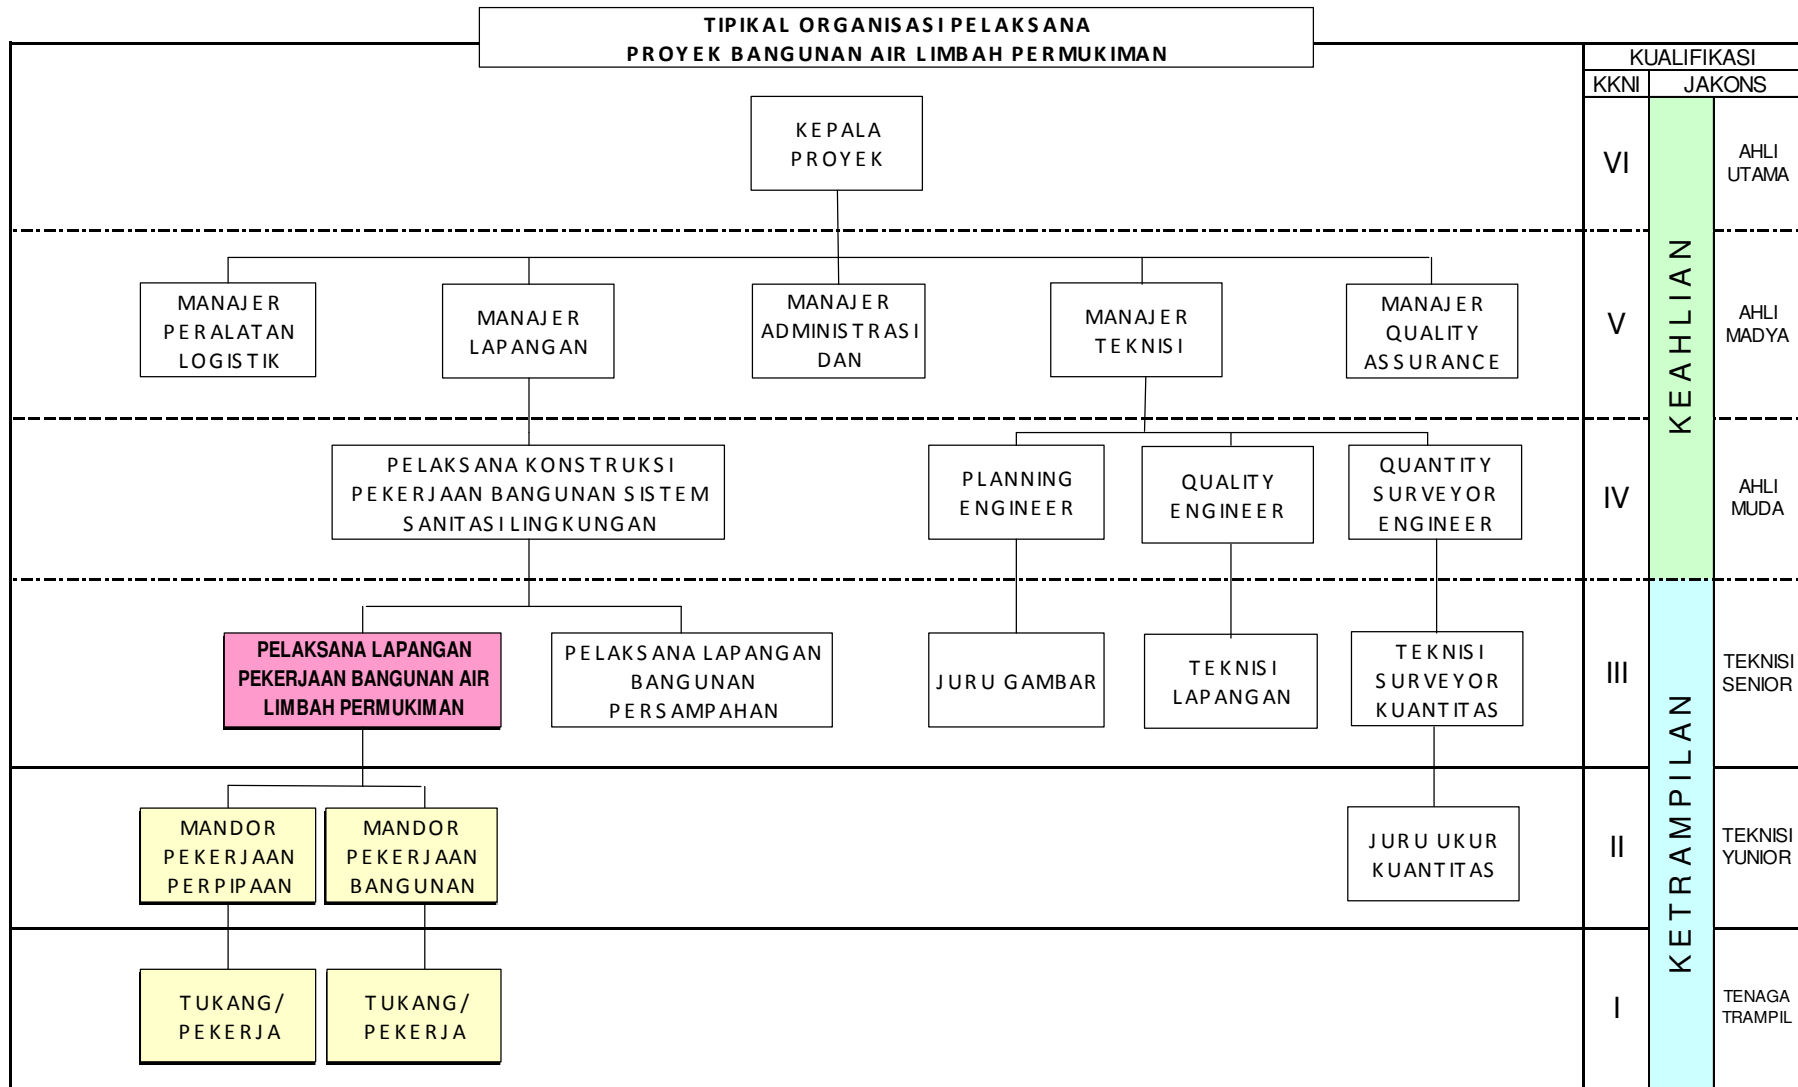 TIPIKAL ORGANISASI PELAKSANA
PROYEK BANGUNAN AIR LIMBAH PERMUKIMAN
KUALIFIKASI
KKNI
JAKONS
KEPALA
PROYEK
VI
AHLI
UTAMA
KEAHLIAN
MANAJER
PERALATAN
LOGISTIK
MANAJER
LAPANGAN
MANAJER
ADMINISTRASI
DAN
MANAJER
TEKNISI
MANAJER
QUALITY
ASSURANCE
V
AHLI
MADYA
PELAKSANA KONSTRUKSI
PEKERJAAN BANGUNAN SISTEM
SANITASI LINGKUNGAN
PLANNING
ENGINEER
QUALITY
ENGINEER
QUANTITY
SURVEYOR
ENGINEER
IV
AHLI
MUDA
PELAKSANA LAPANGAN
PEKERJAAN BANGUNAN AIR
LIMBAH PERMUKIMAN
PELAKSANA LAPANGAN
BANGUNAN
PERSAMPAHAN
JURU GAMBAR
TEKNISI
LAPANGAN
TEKNISI
SURVEYOR
KUANTITAS
III
TEKNISI
SENIOR
KETRAMPILAN
MANDOR
PEKERJAAN
PERPIPAAN
MANDOR
PEKERJAAN
BANGUNAN
JURU UKUR
KUANTITAS
II
TEKNISI
YUNIOR
TUKANG/
PEKERJA
TUKANG/
PEKERJA
I
TENAGA
TRAMPIL